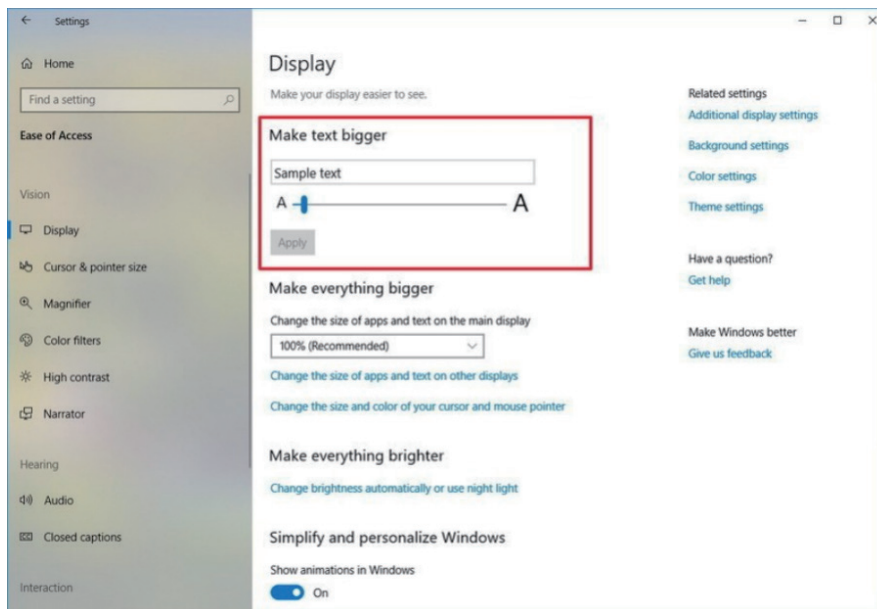 Settings
Home
Find a setting
Ease of Access
Vision
Display
Cursor & pointer size
Magnifier
Color filters
High contrast
Narrator
Hearing
Audio
Closed captions
Interaction
Display
Make your display easier to see.
Make text bigger
Sample text
A A
Apply
Make everything bigger
Change the size of apps and text on the main display
100% (Recommended)
Change the size of apps and text on other displays
Change the size and color of your cursor and mouse pointer
Make everything brighter
Change brightness automatically or use night light
Simplify and personalize Windows
Show animations in Windows
On
Related settings
Additional display settings
Background settings
Color settings
Theme settings
Have a question?
Get help
Make Windows better
Give us feedback